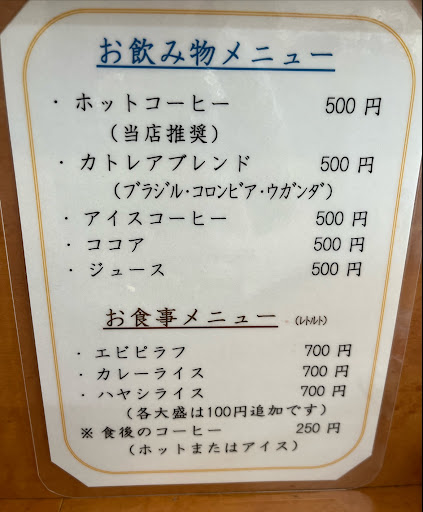 お飲み物メニュー
・ホットコーヒー 500 円
（当店推奨）
・カトレアブレンド 500 円
（ﾌﾞﾗｼﾞﾙ・ｺﾛﾝﾋﾞｱ・ｳｶﾞﾝﾀﾞ）
・アイスコーヒー 500 円
・ココア 500 円
・ジュース 500 円
お食事メニュー （ﾚﾄﾙﾄ）
・エビピラフ 700 円
・カレーライス 700 円
・ハヤシライス 700 円
（各大盛は100円追加です）
※ 食後のコーヒー 250 円
（ホットまたはアイス）